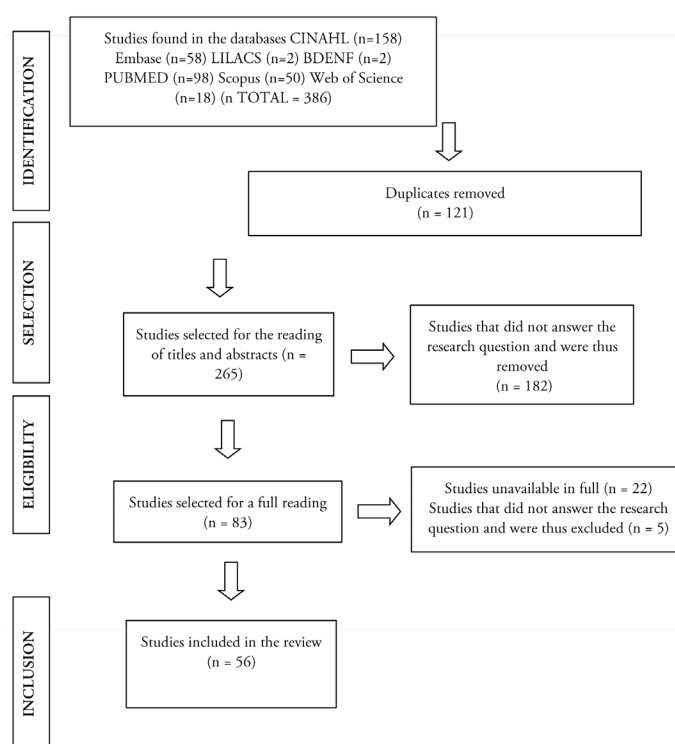 IDENTIFICATION
Studies found in the databases CINAHL (n=158)
Embase (n=58) LILACS (n=2) BDENF (n=2)
PUBMED (n=98) Scopus (n=50) Web of Science
(n=18) (n TOTAL = 386)
Duplicates removed
(n = 121)
SELECTION
Studies selected for the reading
of titles and abstracts (n =
265)
Studies that did not answer the
research question and were thus
removed
(n = 182)
ELIGIBILITY
Studies selected for a full reading
(n = 83)
Studies unavailable in full (n = 22)
Studies that did not answer the research
question and were thus excluded (n = 5)
INCLUSION
Studies included in the review
(n = 56)